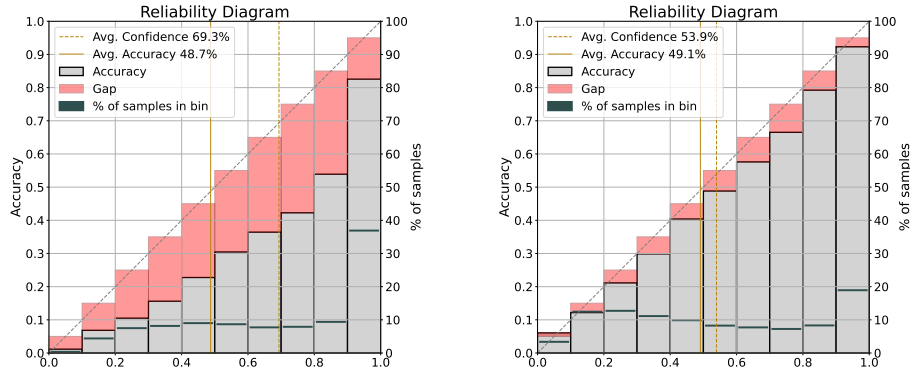 Reliability Diagram
Avg. Confidence 69.3%
Avg. Accuracy 48.7%
Accuracy
Gap
% of samples in bin
Accuracy
% of samples
1.0
0.9
0.8
0.7
0.6
0.5
0.4
0.3
0.2
0.1
0.0
100
90
80
70
60
50
40
30
20
10
0
0.0 0.2 0.4 0.6 0.8 1.0
Reliability Diagram
Avg. Confidence 53.9%
Avg. Accuracy 49.1%
Accuracy
Gap
% of samples in bin
Accuracy
% of samples
1.0
0.9
0.8
0.7
0.6
0.5
0.4
0.3
0.2
0.1
0.0
100
90
80
70
60
50
40
30
20
10
0
0.0 0.2 0.4 0.6 0.8 1.0